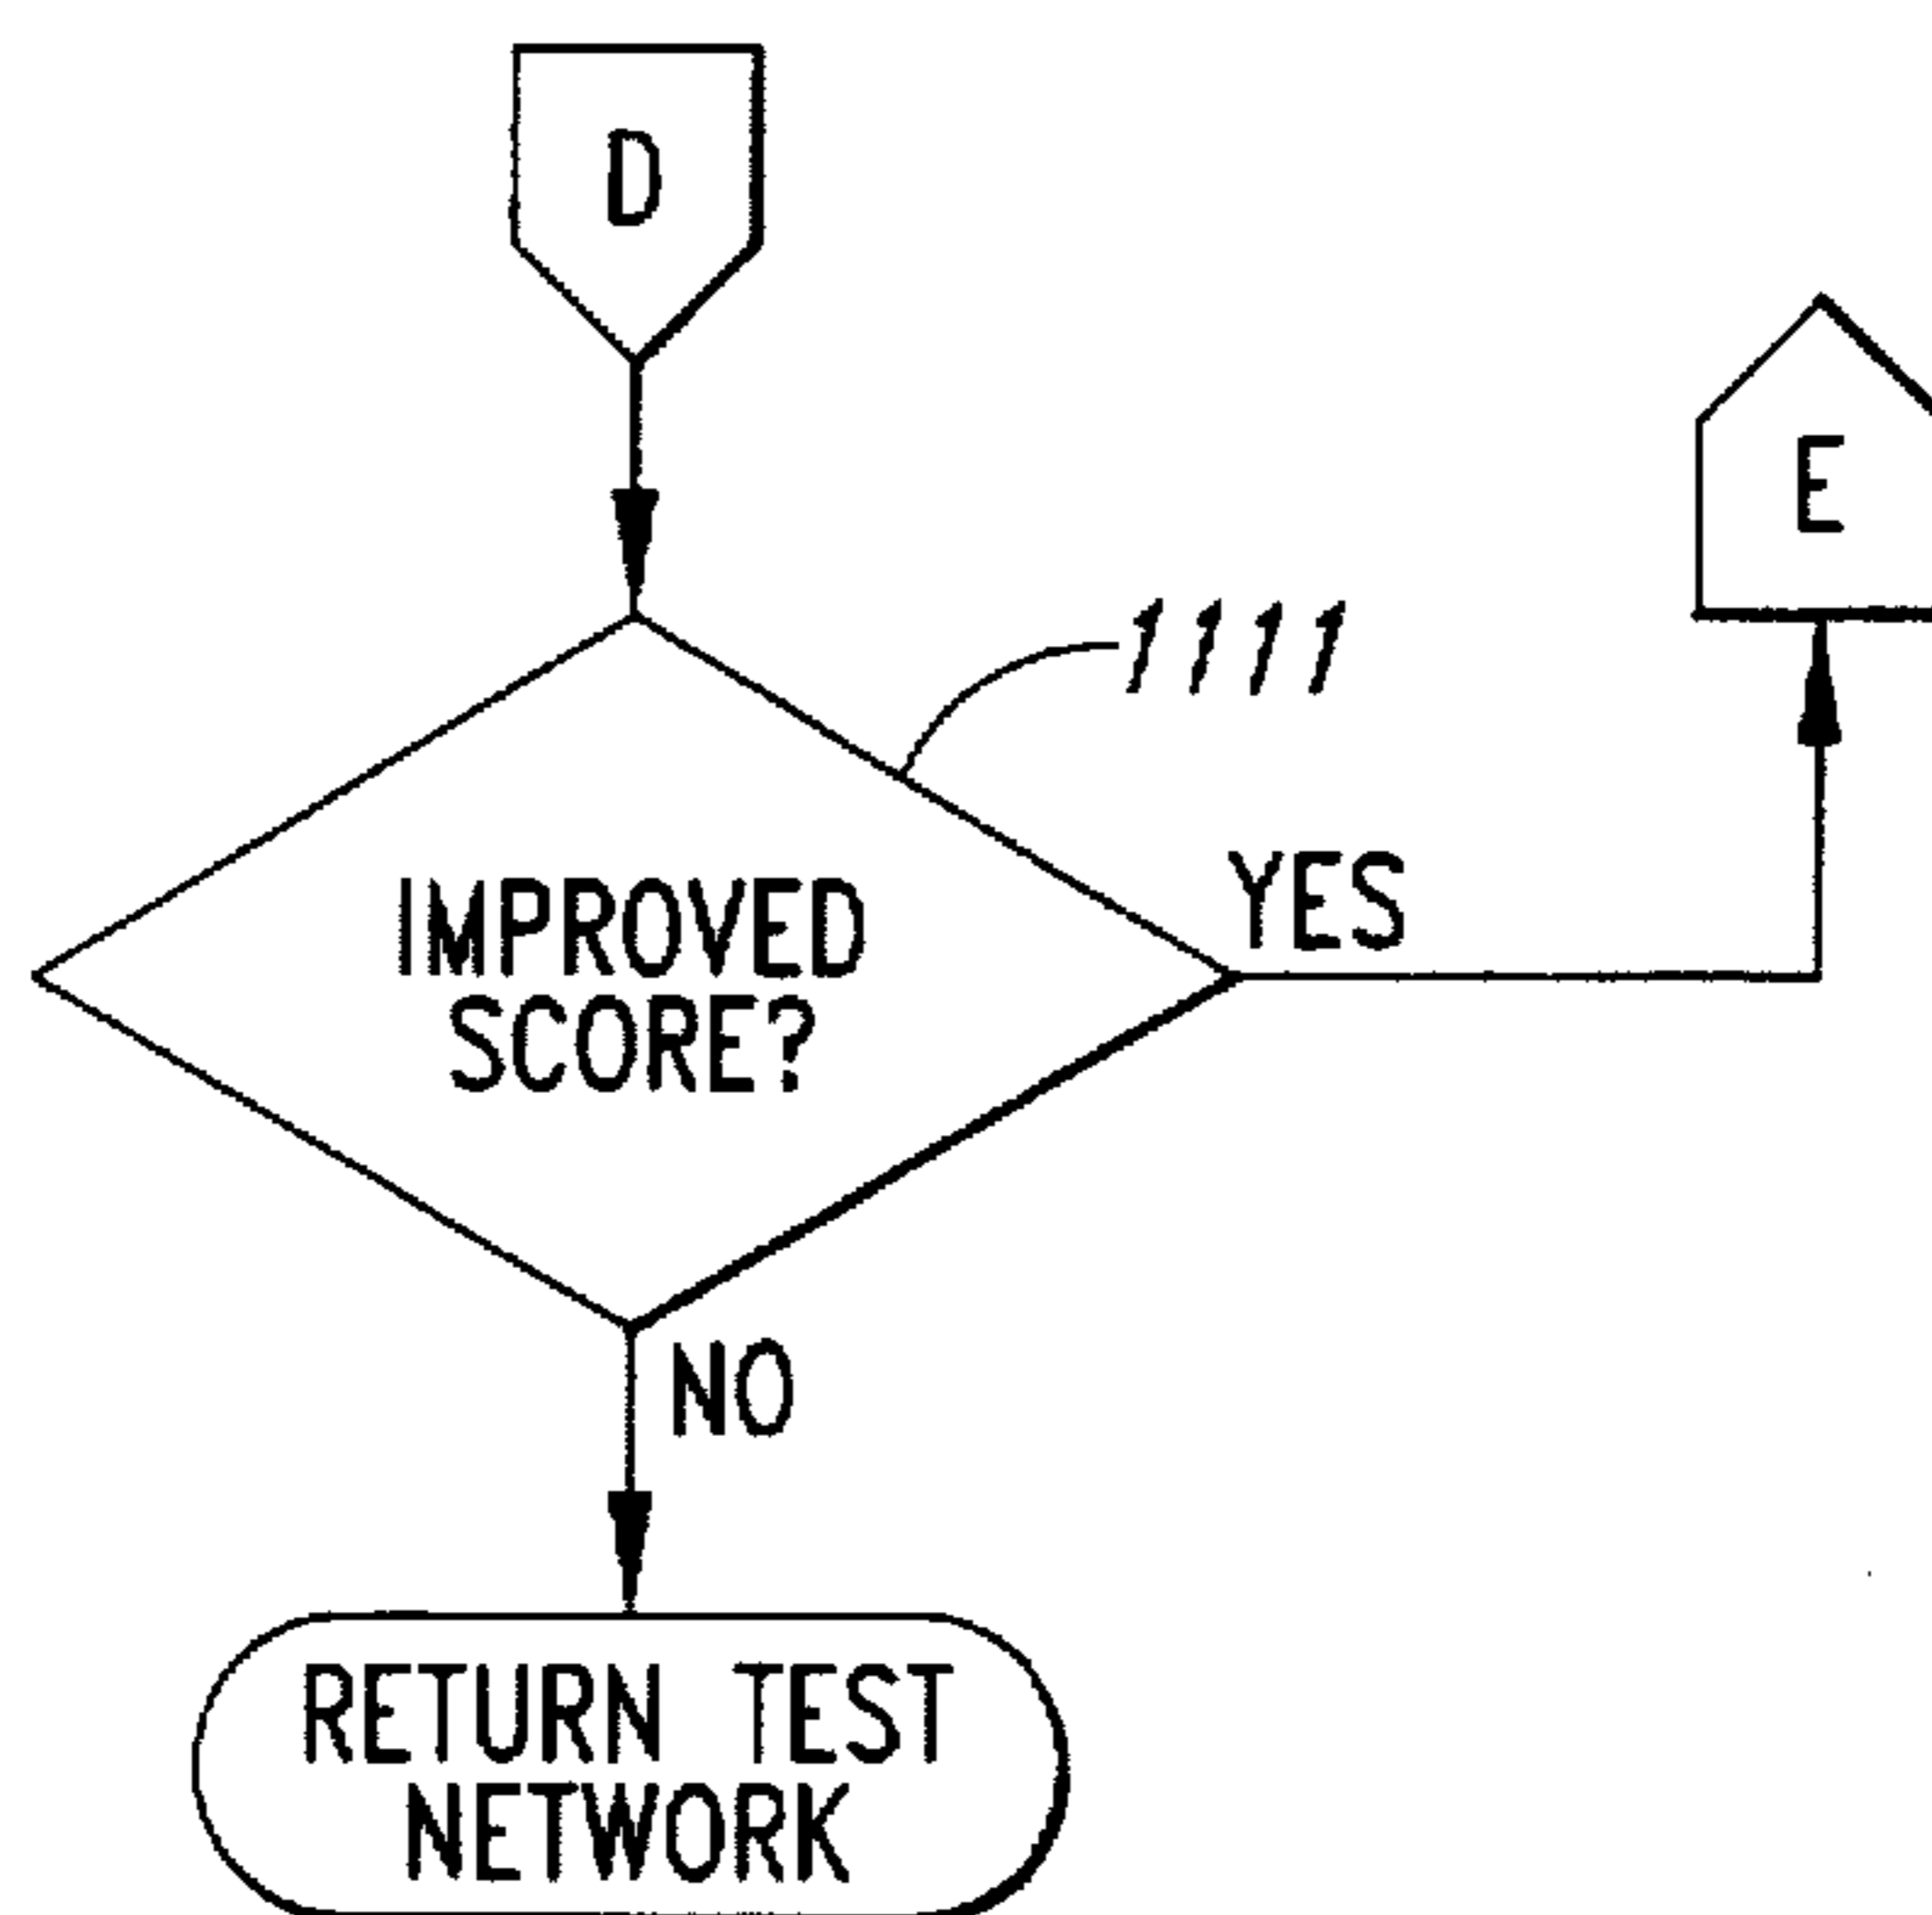 D
E
1111
IMPROVED
SCORE?
YES
NO
RETURN TEST
NETWORK